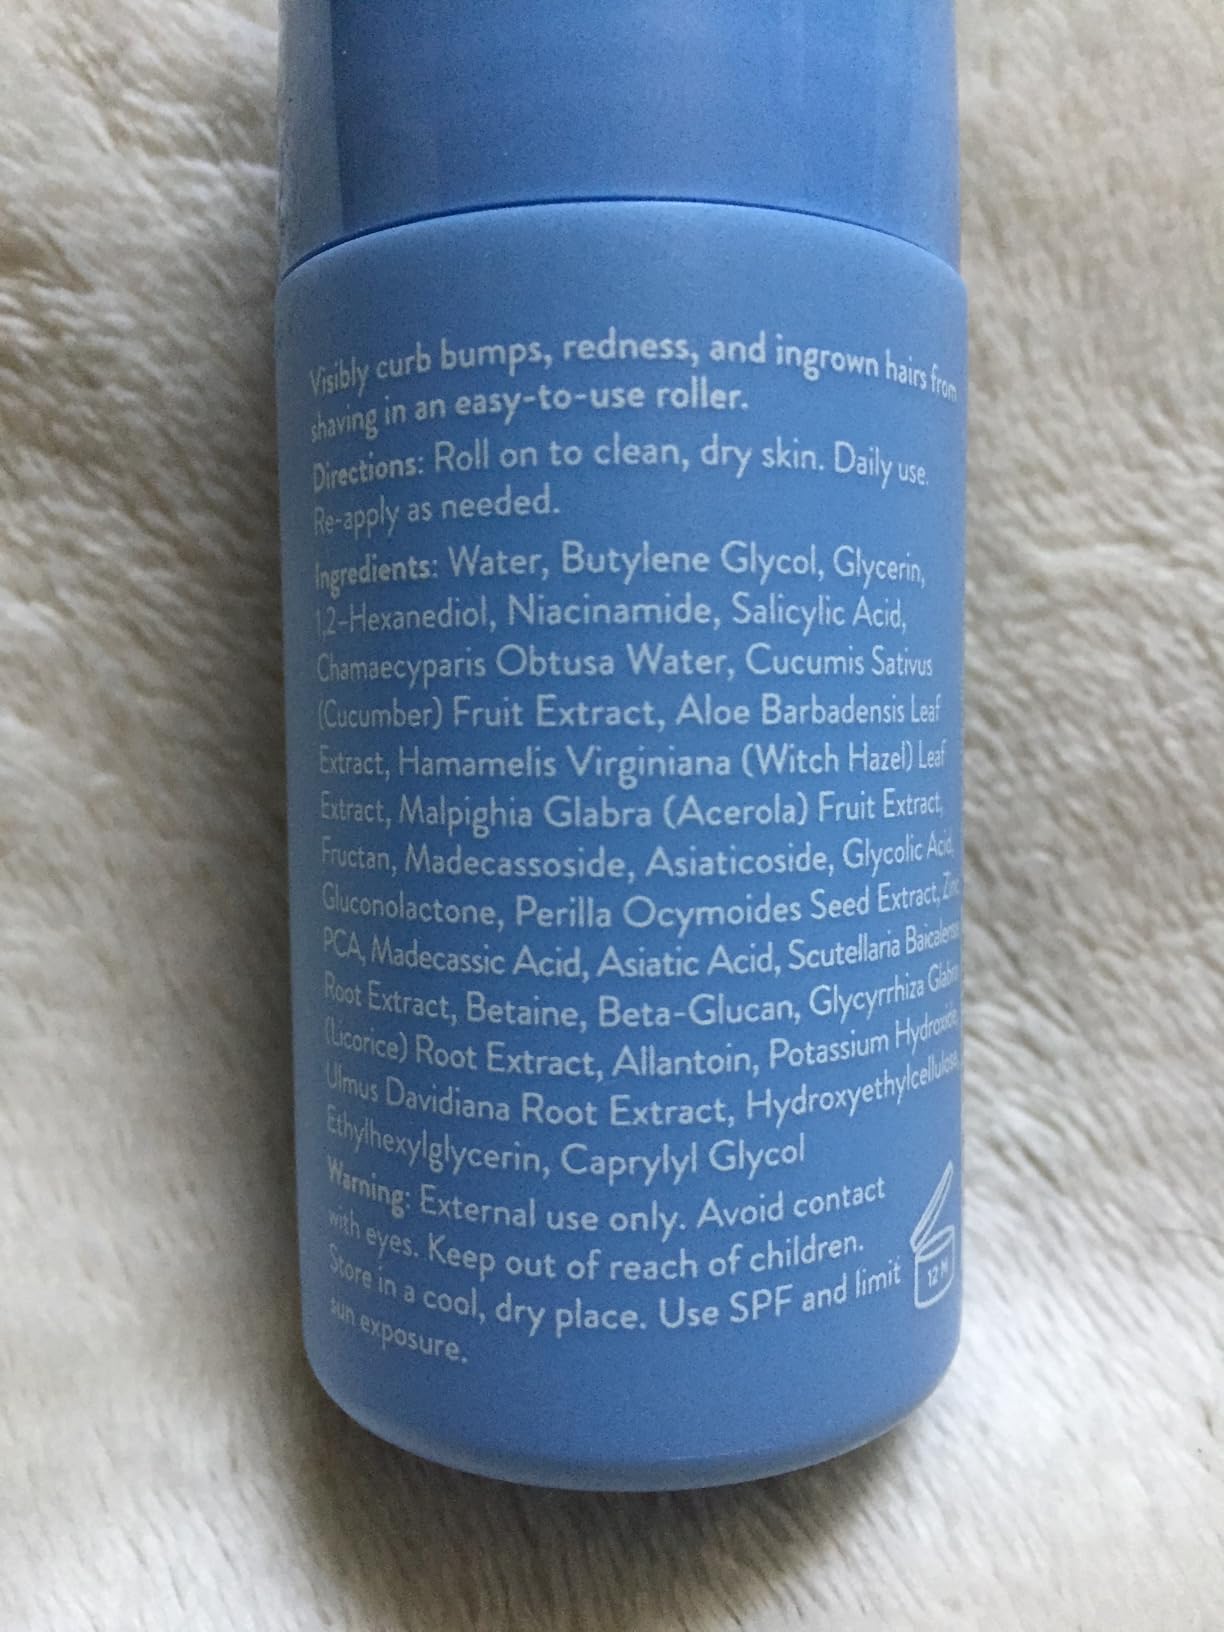 Visibly curb bumps, redness, and ingrown hairs from
shaving in an easy-to-use roller.
Directions: Roll on to clean, dry skin. Daily use.
Re-apply as needed.
Ingredients: Water, Butylene Glycol, Glycerin,
1,2-Hexanediol, Niacinamide, Salicylic Acid,
Chamaecyparis Obtusa Water, Cucumis Sativus
(Cucumber) Fruit Extract, Aloe Barbadensis Leaf
Extract, Hamamelis Virginiana (Witch Hazel) Leaf
Extract, Malpighia Glabra (Acerola) Fruit Extract,
Fructan, Madecassoside, Asiaticoside, Glycolic Acid,
Gluconolactone, Perilla Ocymoides Seed Extract, Zinc
PCA, Madecassic Acid, Asiatic Acid, Scutellaria Baicalensis
Root Extract, Betaine, Beta-Glucan, Glycyrrhiza Glabra
(Licorice) Root Extract, Allantoin, Potassium Hydroxide,
Ulmus Davidiana Root Extract, Hydroxyethylcellulose,
Ethylhexylglycerin, Caprylyl Glycol
Warning: External use only. Avoid contact
with eyes. Keep out of reach of children.
Store in a cool, dry place. Use SPF and limit
sun exposure.
12 M